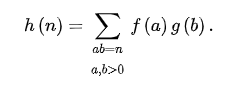 h (n) = ∑ f (a) g (b) .
ab=n
a,b>0